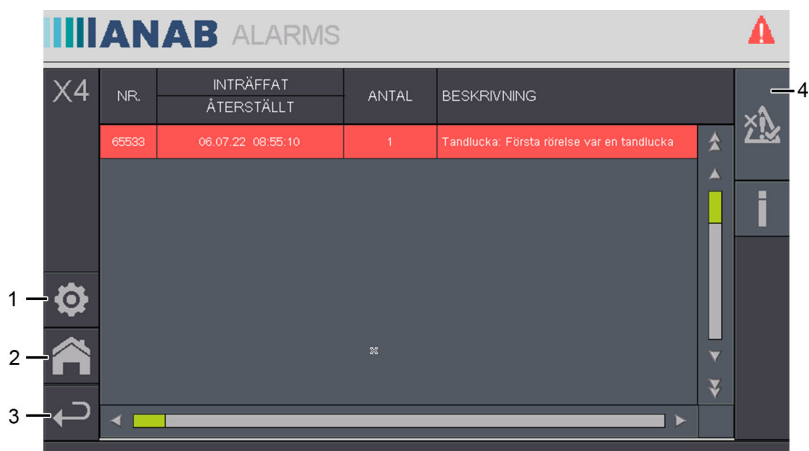 ANAB ALARMS
X4
NR.
INTRÄFFAT
ÅTERSTÄLLT
ANTAL
BESKRIVNING
65533 06.07.22 08:55:10 1 Tandlucka: Första rörelse var en tandlucka
1
2
3
4